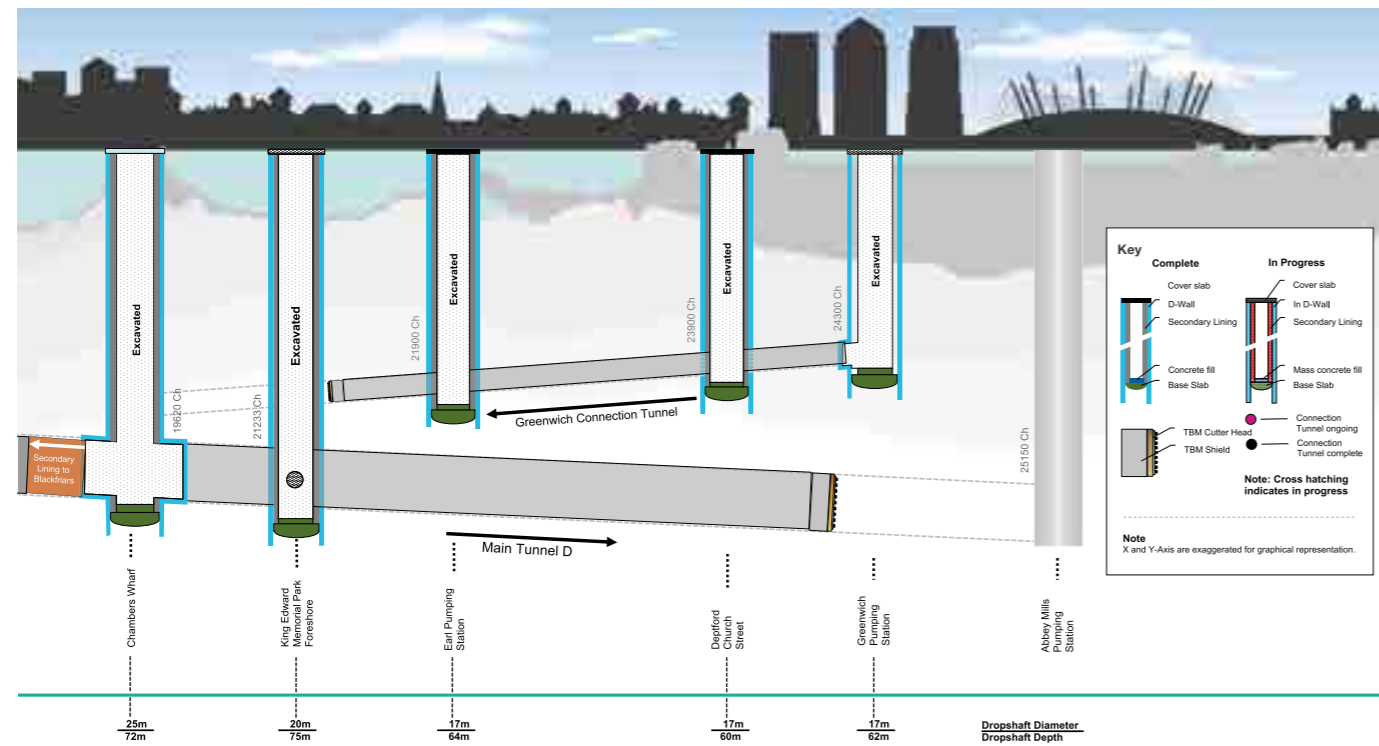 Excavated
Excavated
Excavated
Excavated
Excavated
19620 Ch
21233 Ch
21900 Ch
23900 Ch
24300 Ch
25150 Ch
Secondary
Lining to
Blackfriars
Greenwich Connection Tunnel
Main Tunnel D
Key
Complete
In Progress
Cover slab
D-Wall
Secondary Lining
Concrete fill
Base Slab
Cover slab
In D-Wall
Secondary Lining
Mass concrete fill
Base Slab
TBM Cutter Head
TBM Shield
Connection
Tunnel ongoing
Connection
Tunnel complete
Note: Cross hatching
indicates in progress
Note
X and Y-Axis are exaggerated for graphical representation.
Chambers Wharf
King Edward
Memorial Park
Foreshore
Earl Pumping
Station
Deptford
Church
Street
Greenwich
Pumping
Station
Abbey Mills
Pumping
Station
25m
72m
20m
75m
17m
64m
17m
60m
17m
62m
Dropshaft Diameter
Dropshaft Depth